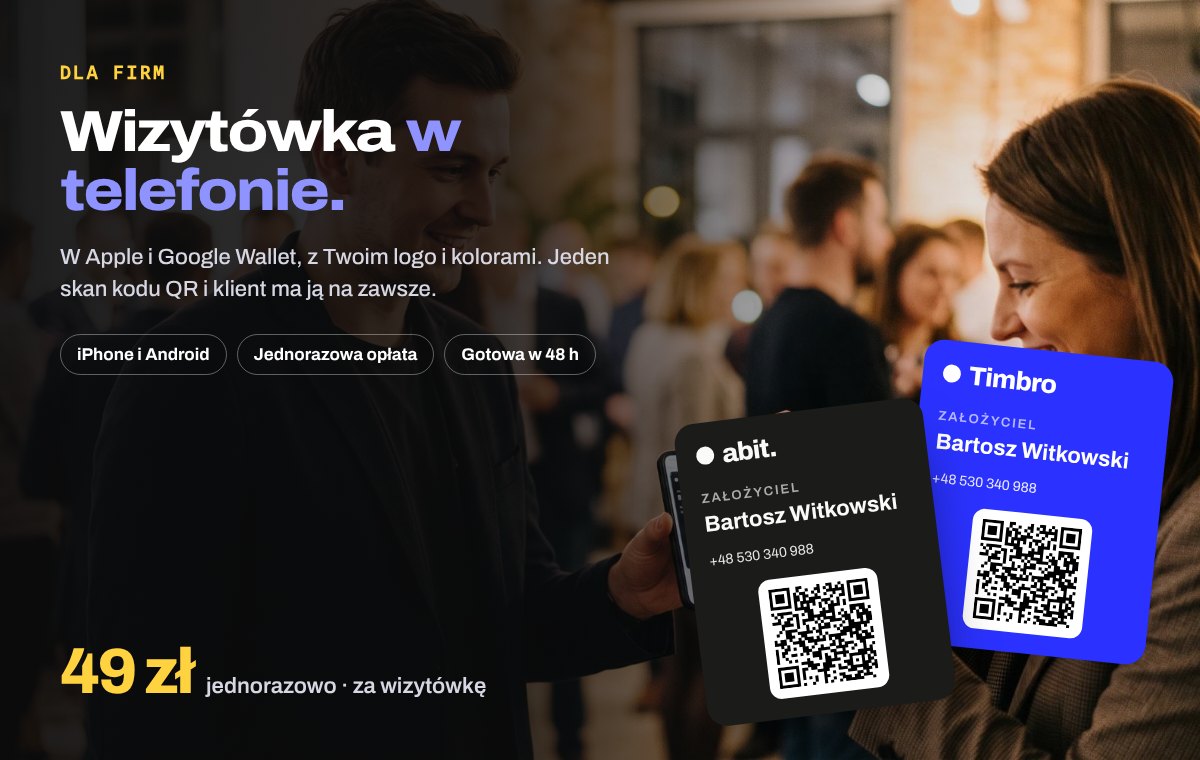 DLA FIRM
Wizytówka w
telefonie.
W Apple i Google Wallet, z Twoim logo i kolorami. Jeden
skan kodu QR i klient ma ją na zawsze.
iPhone i Android
Jednorazowa opłata
Gotowa w 48 h
Timbro
ZAŁOŻYCIEL
Bartosz Witkowski
+48 530 340 988
abit.
ZAŁOŻYCIEL
Bartosz Witkowski
+48 530 340 988
49 zł jednorazowo · za wizytówkę